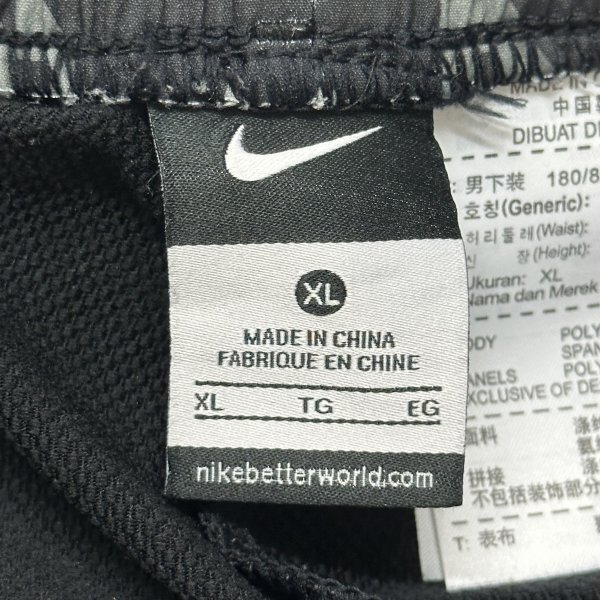 XL
MADE IN CHINA
FABRIQUE EN CHINE
XL TG EG
nikebetterworld.com
MADE IN
中国
DIBUAT DI
男下装 180/8
호칭(Generic):
허리둘레(Waist):
장(Height):
Ukuran: XL
Nama dan Merek
POLY
SPAN
POLY
EXCLUSIVE OF DE
面料
拼接
不包括装饰部分
T: 表布